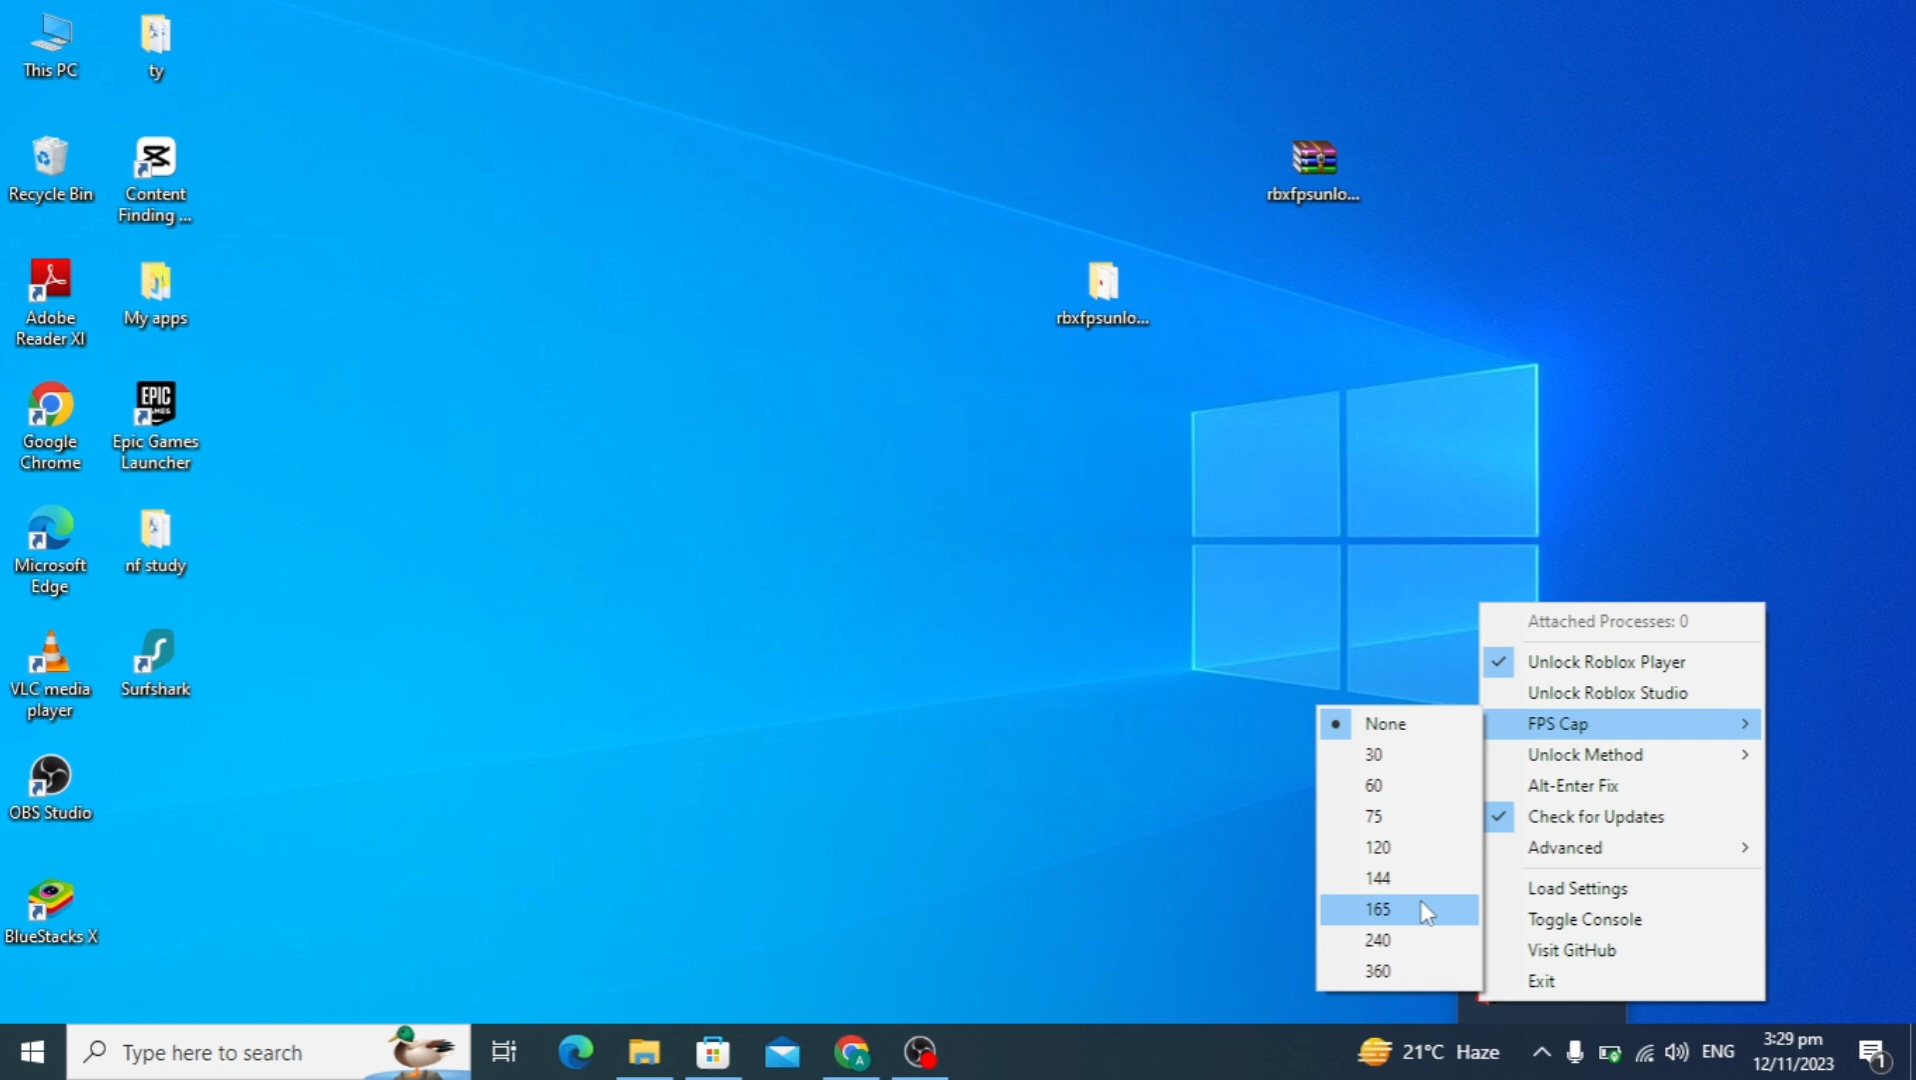 This PC
ty
Recycle Bin
Content
Finding ...
Adobe
Reader XI
My apps
Google
Chrome
EPIC
GAMES
Epic Games
Launcher
Microsoft
Edge
nf study
VLC media
player
Surfshark
OBS Studio
BlueStacks X
rbxfpsunlo...
rbxfpsunlo...
Attached Processes: 0
Unlock Roblox Player
Unlock Roblox Studio
FPS Cap
Unlock Method
Alt-Enter Fix
Check for Updates
Advanced
Load Settings
Toggle Console
Visit GitHub
Exit
None
30
60
75
120
144
165
240
360
Type here to search
A
21°C Haze
ENG
3:29 pm
12/11/2023
1